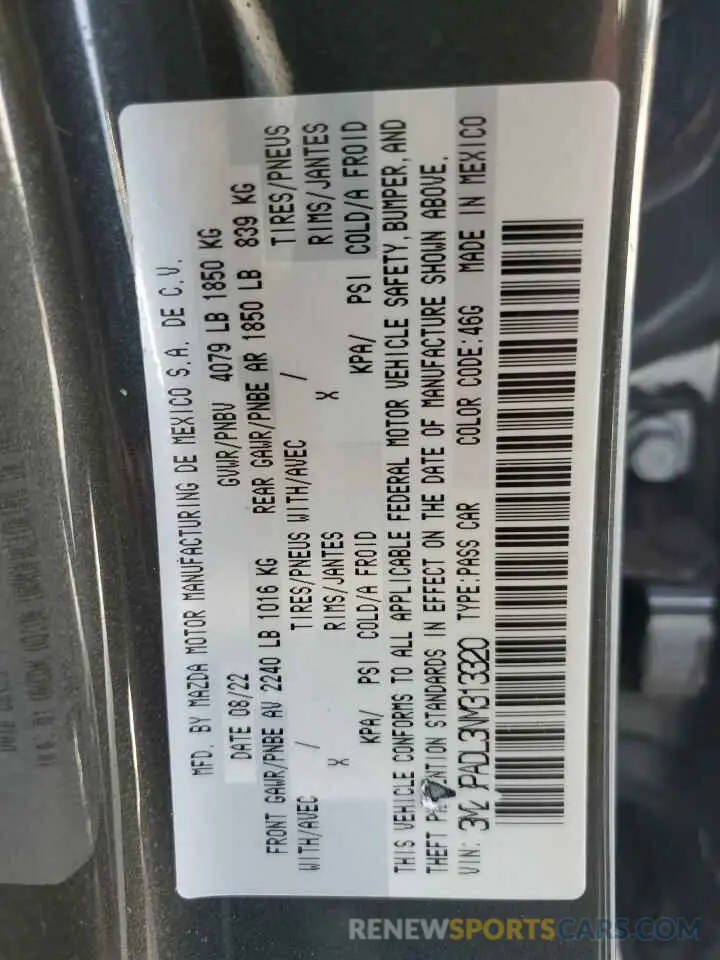 MFD. BY MAZDA MOTOR MANUFACTURING DE MEXICO S.A. DE C.V.
DATE 08/22 GVWR/PNBV 4079 LB 1850 KG
FRONT GAWR/PNBE AV 2240 LB 1016 KG REAR GAWR/PNBE AR 1850 LB 839 KG
WITH/AVEC / TIRES/PNEUS WITH/AVEC / TIRES/PNEUS
X RIMS/JANTES X RIMS/JANTES
KPA/ PSI COLD/A FROID KPA/ PSI COLD/A FROID
THIS VEHICLE CONFORMS TO ALL APPLICABLE FEDERAL MOTOR VEHICLE SAFETY, BUMPER, AND
THEFT STANDARDS IN EFFECT ON THE DATE OF MANUFACTURE SHOWN ABOVE.
VIN: TYPE:PASS CAR COLOR CODE:46G MADE IN MEXICO
RENEWSPORTSCARS.COM